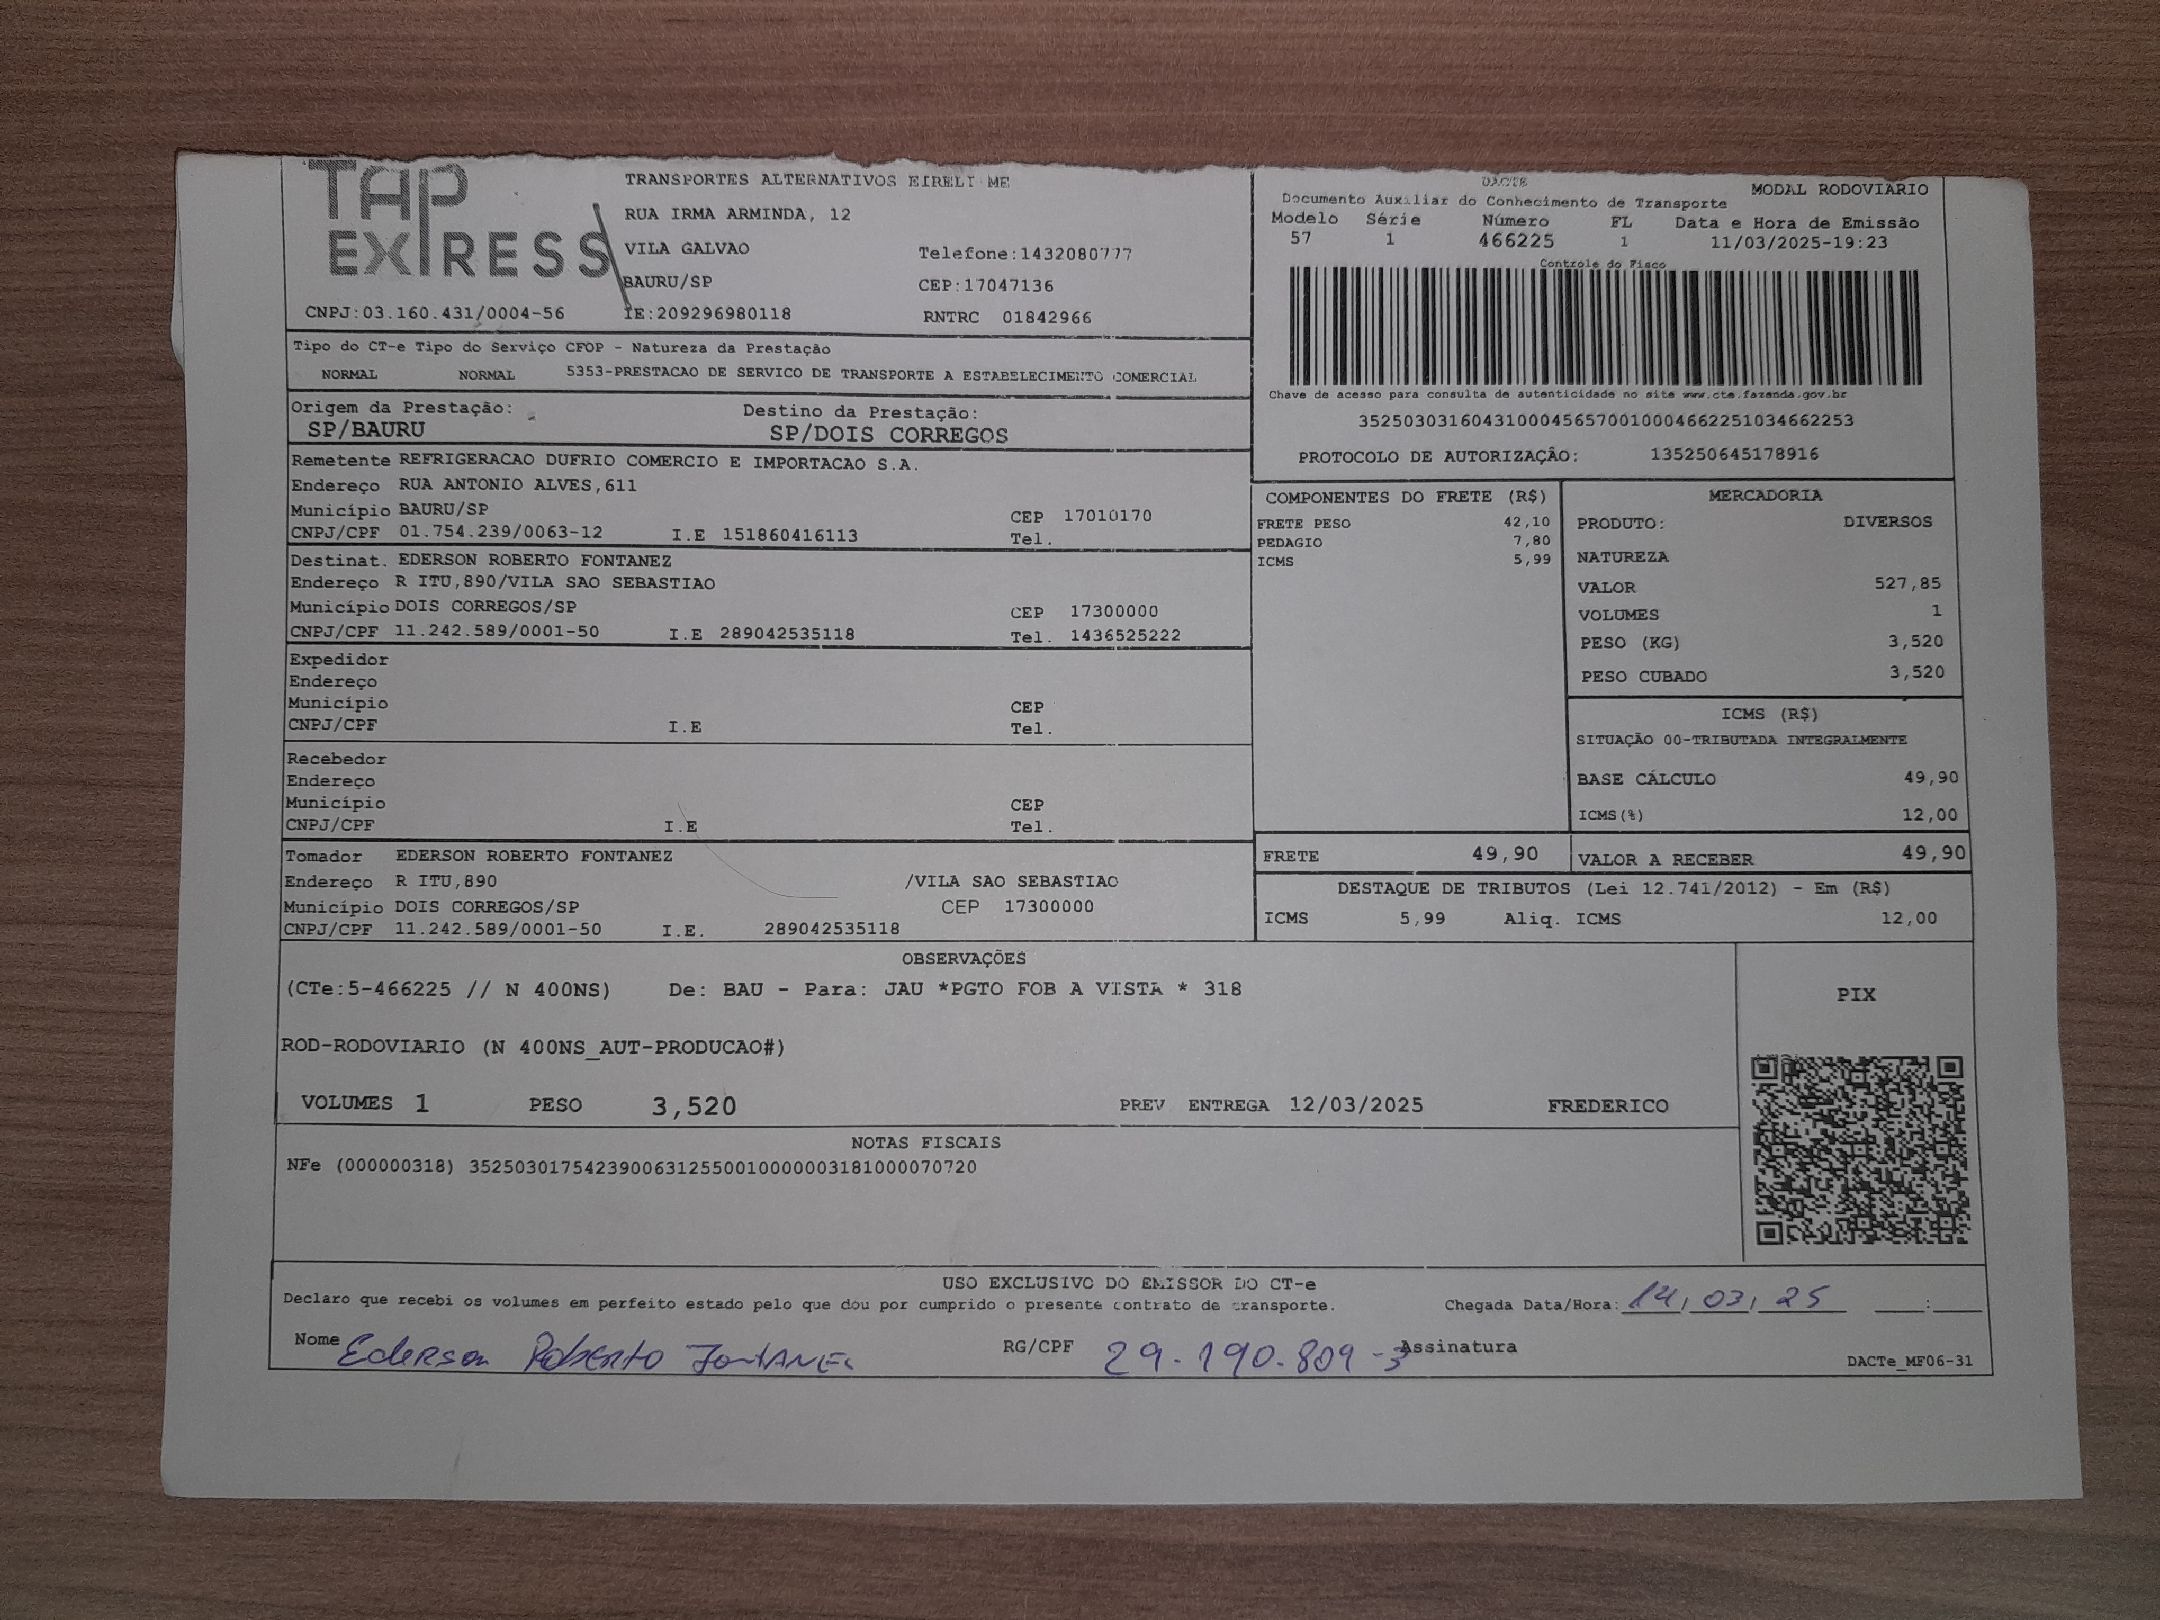 TAP EXPRESS
TRANSPORTES ALTERNATIVOS EIRELI ME
RUA IRMA ARMINDA, 12
VILA GALVAO Telefone:1432080777
BAURU/SP CEP:17047136
CNPJ:03.160.431/0004-56 IE:209296980118 RNTRC 01842966
DACTE MODAL RODOVIARIO
Documento Auxiliar do Conhecimento de Transporte
Modelo Série Número FL Data e Hora de Emissão
57 1 466225 1 11/03/2025-19:23
Controle do Fisco
Chave de acesso para consulta de autenticidade no site www.cte.fazenda.gov.br
35250303160431000456570010004662251034662253
PROTOCOLO DE AUTORIZAÇÃO: 135250645178916
Tipo do CT-e Tipo do Serviço CFOP - Natureza da Prestação
NORMAL NORMAL 5353-PRESTACAO DE SERVICO DE TRANSPORTE A ESTABELECIMENTO COMERCIAL
Origem da Prestação: Destino da Prestação:
SP/BAURU SP/DOIS CORREGOS
Remetente REFRIGERACAO DUFRIO COMERCIO E IMPORTACAO S.A.
Endereço RUA ANTONIO ALVES,611
Município BAURU/SP CEP 17010170
CNPJ/CPF 01.754.239/0063-12 I.E 151860416113 Tel.
Destinat. EDERSON ROBERTO FONTANEZ
Endereço R ITU,890/VILA SAO SEBASTIAO
Município DOIS CORREGOS/SP CEP 17300000
CNPJ/CPF 11.242.589/0001-50 I.E 289042535118 Tel. 1436525222
Expedidor
Endereço
Município CEP
CNPJ/CPF I.E Tel.
Recebedor
Endereço
Município CEP
CNPJ/CPF I.E Tel.
Tomador EDERSON ROBERTO FONTANEZ
Endereço R ITU,890 /VILA SAO SEBASTIAO
Município DOIS CORREGOS/SP CEP 17300000
CNPJ/CPF 11.242.589/0001-50 I.E. 289042535118
COMPONENTES DO FRETE (R$)
FRETE PESO 42,10
PEDAGIO 7,80
ICMS 5,99
MERCADORIA
PRODUTO: DIVERSOS
NATUREZA
VALOR 527,85
VOLUMES 1
PESO (KG) 3,520
PESO CUBADO 3,520
ICMS (R$)
SITUAÇÃO 00-TRIBUTADA INTEGRALMENTE
BASE CÁLCULO 49,90
ICMS(%) 12,00
FRETE 49,90 VALOR A RECEBER 49,90
DESTAQUE DE TRIBUTOS (Lei 12.741/2012) - Em (R$)
ICMS 5,99 Aliq. ICMS 12,00
OBSERVAÇÕES
(CTe:5-466225 // N 400NS) De: BAU - Para: JAU *PGTO FOB A VISTA * 318
ROD-RODOVIARIO (N 400NS_AUT-PRODUCAO#)
VOLUMES 1 PESO 3,520 PREV ENTREGA 12/03/2025 FREDERICO
PIX
NOTAS FISCAIS
NFe (000000318) 35250301754239006312550010000003181000070720
USO EXCLUSIVO DO EMISSOR DO CT-e
Declaro que recebi os volumes em perfeito estado pelo que dou por cumprido o presente contrato de transporte. Chegada Data/Hora: 14/03/25 __:__
Nome Ederson Roberto Fontanez RG/CPF 29.190.809-3 Assinatura
DACTe_MF06-31